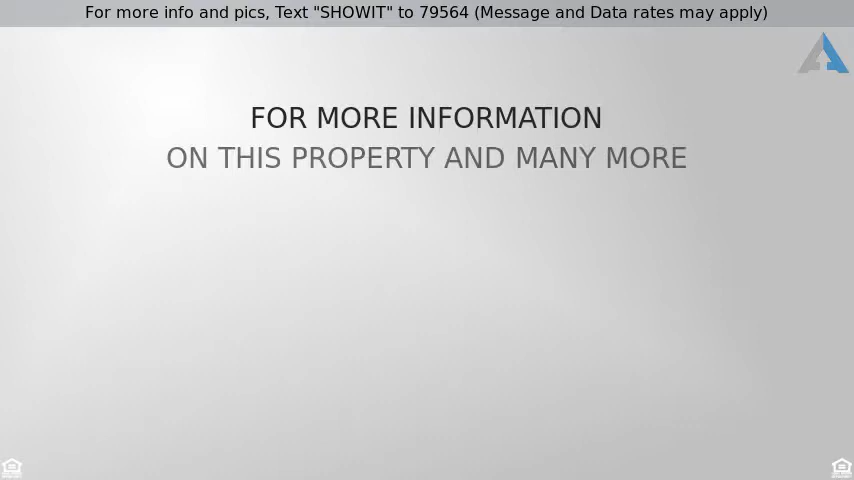 For more info and pics, Text "SHOWIT" to 79564 (Message and Data rates may apply)
FOR MORE INFORMATION
ON THIS PROPERTY AND MANY MORE